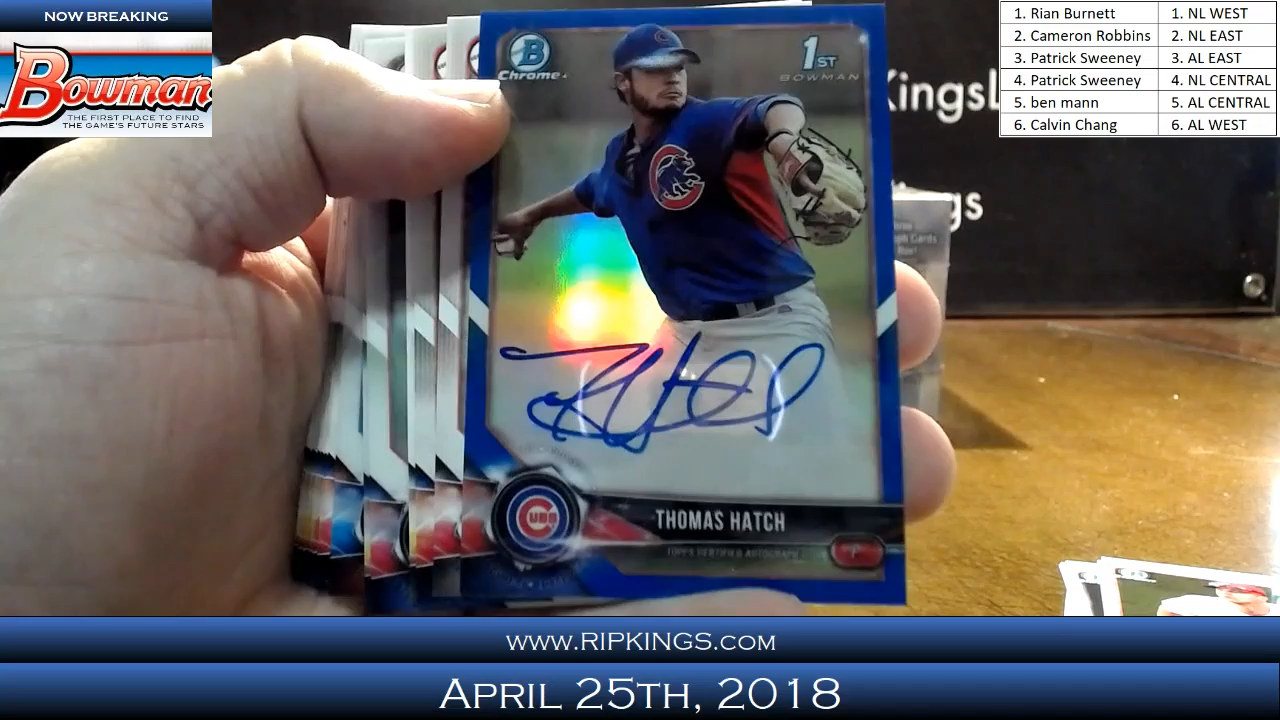 NOW BREAKING
Bowman
THE FIRST PLACE TO FIND
THE GAME'S FUTURE STARS
B
Chrome
1ST
BOWMAN
KingsL
gs
1. Rian Burnett 1. NL WEST
2. Cameron Robbins 2. NL EAST
3. Patrick Sweeney 3. AL EAST
4. Patrick Sweeney 4. NL CENTRAL
5. ben mann 5. AL CENTRAL
6. Calvin Chang 6. AL WEST
CUBS
THOMAS HATCH
TOPPS CERTIFIED AUTOGRAPH
P
WWW.RIPKINGS.COM
APRIL 25TH, 2018